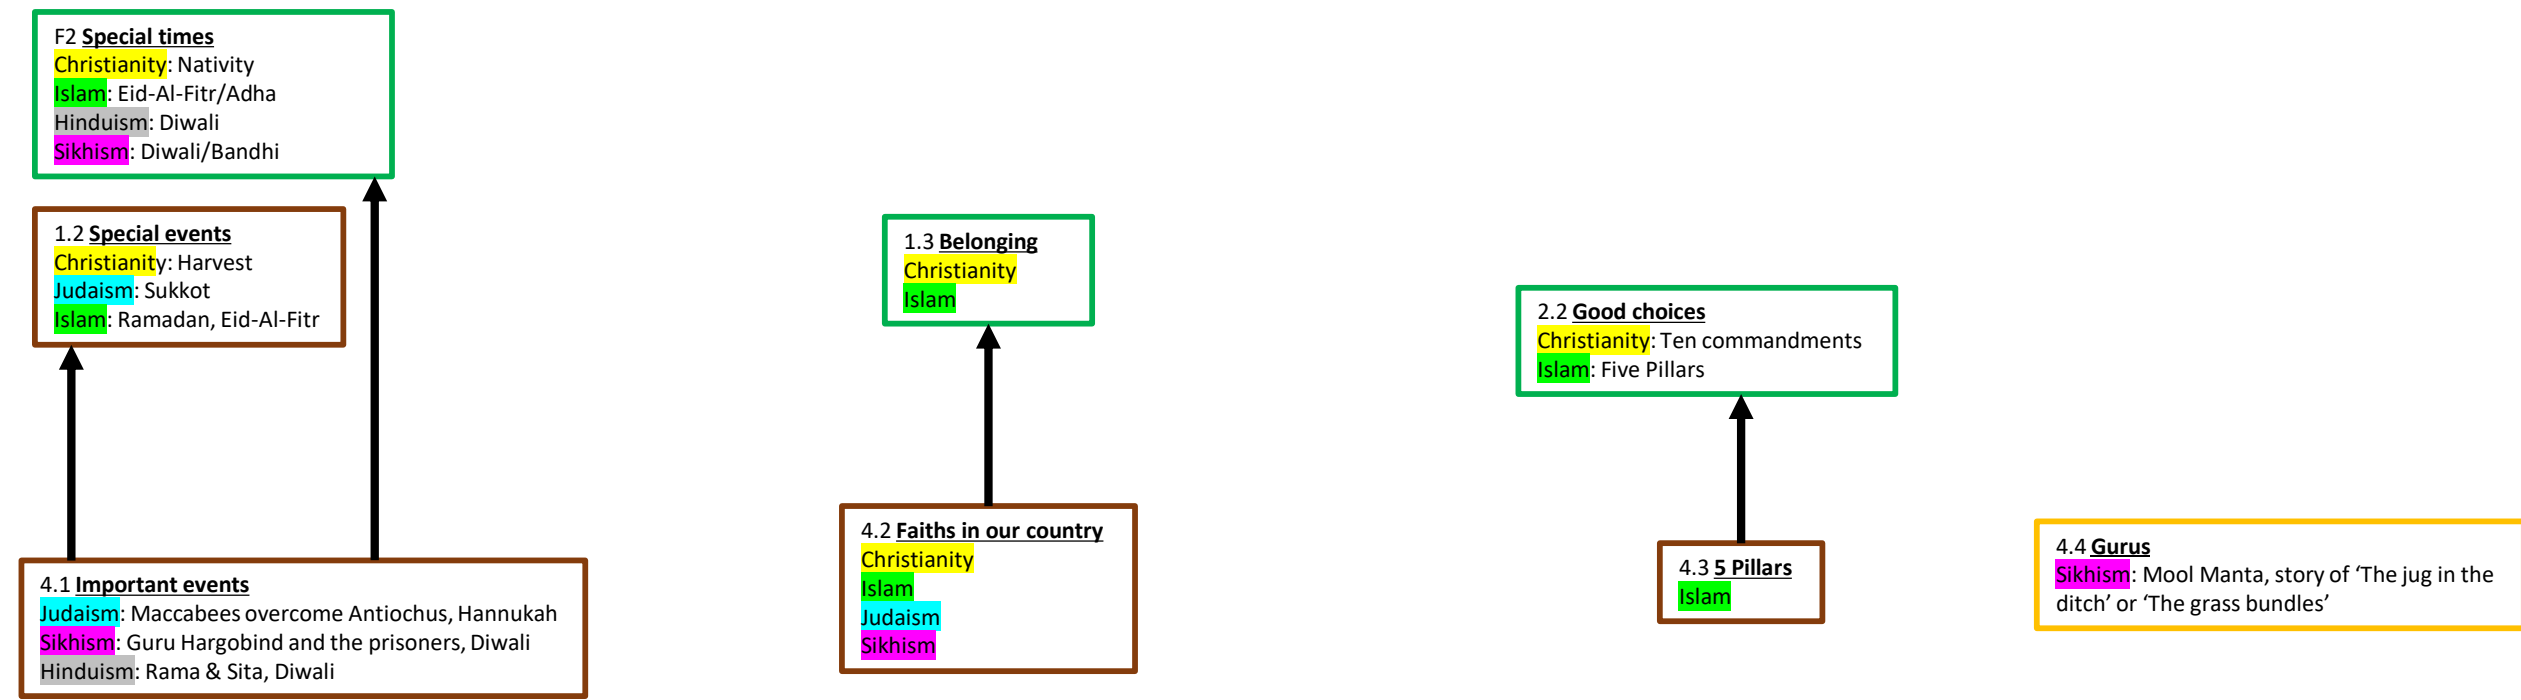 F2 Special times
Christianity: Nativity
Islam: Eid-Al-Fitr/Adha
Hinduism: Diwali
Sikhism: Diwali/Bandhi
1.2 Special events
Christianity: Harvest
Judaism: Sukkot
Islam: Ramadan, Eid-Al-Fitr
4.1 Important events
Judaism: Maccabees overcome Antiochus, Hannukah
Sikhism: Guru Hargobind and the prisoners, Diwali
Hinduism: Rama & Sita, Diwali
1.3 Belonging
Christianity
Islam
4.2 Faiths in our country
Christianity
Islam
Judaism
Sikhism
2.2 Good choices
Christianity: Ten commandments
Islam: Five Pillars
4.3 5 Pillars
Islam
4.4 Gurus
Sikhism: Mool Manta, story of ‘The jug in the
ditch’ or ‘The grass bundles’